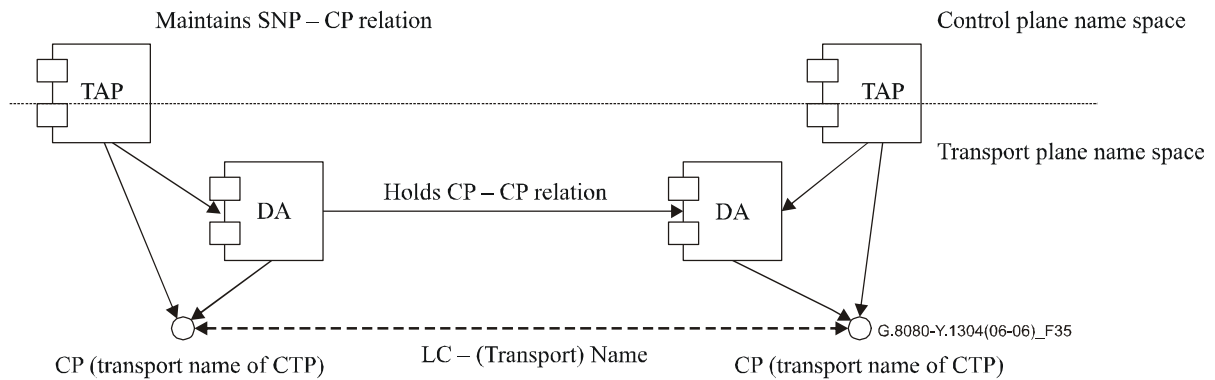 Maintains SNP – CP relation
Control plane name space
TAP
TAP
Transport plane name space
DA
Holds CP – CP relation
DA
G.8080-Y.1304(06-06)_F35
CP (transport name of CTP)
LC – (Transport) Name
CP (transport name of CTP)